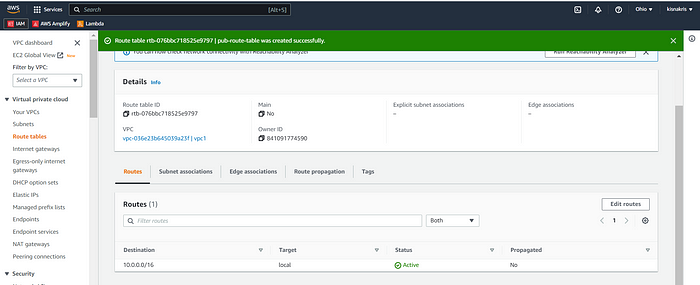 aws
Services
Search
[Alt+S]
Ohio
kisnakris
IAM
AWS Amplify
Lambda
VPC dashboard
EC2 Global View
New
Filter by VPC:
Select a VPC
Virtual private cloud
Your VPCs
Subnets
Route tables
Internet gateways
Egress-only internet
gateways
DHCP option sets
Elastic IPs
Managed prefix lists
Endpoints
Endpoint services
NAT gateways
Peering connections
Security
Route table rtb-076bbc718525e9797 | pub-route-table was created successfully.
You can now check network connectivity with Reachability Analyzer
Run Reachability Analyzer
Details
Info
Route table ID
rtb-076bbc718525e9797
Main
No
Explicit subnet associations
–
Edge associations
–
VPC
vpc-036e23b645039a23f | vpc1
Owner ID
841091774590
Routes
Subnet associations
Edge associations
Route propagation
Tags
Routes (1)
Edit routes
Filter routes
Both
1
Destination
Target
Status
Propagated
10.0.0.0/16
local
Active
No